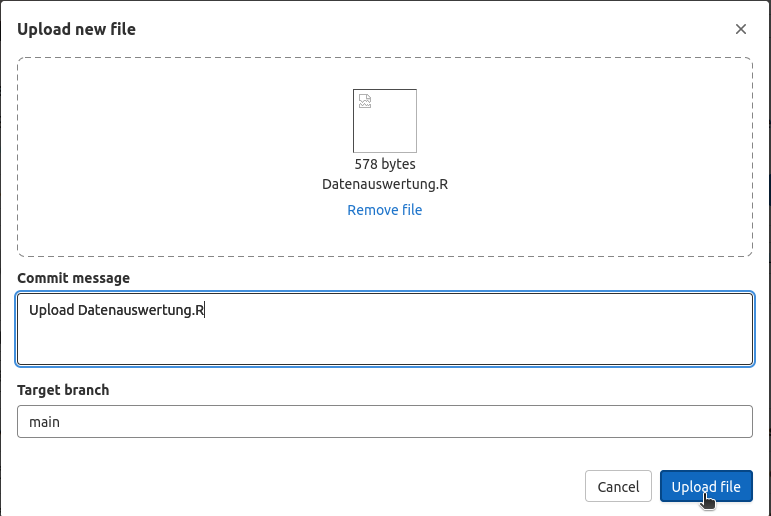 Upload new file
578 bytes
Datenauswertung.R
Remove file
Commit message
Upload Datenauswertung.R
Target branch
main
Cancel
Upload file